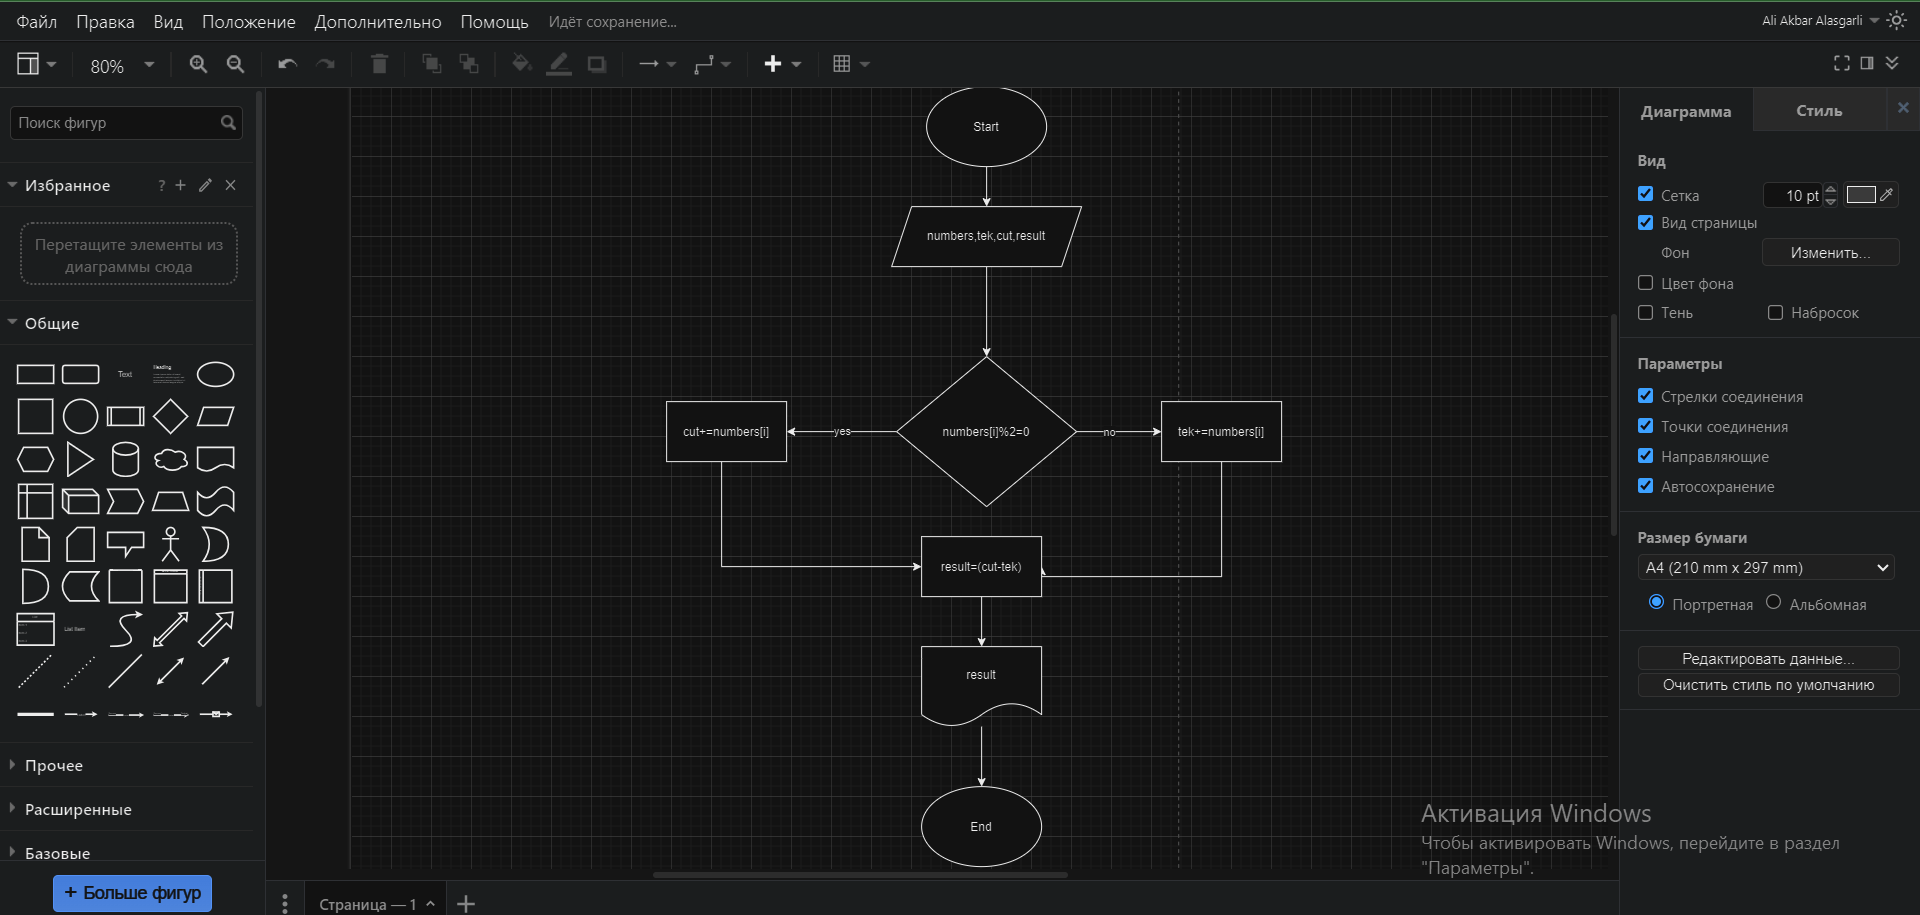 Файл Правка Вид Положение Дополнительно Помощь Идёт сохранение...
Ali Akbar Alasgarli
80%
Поиск фигур
Избранное ? +
Перетащите элементы из
диаграммы сюда
Общие
Text
Heading
List Item
Прочее
Расширенные
Базовые
+ Больше фигур
Start
numbers,tek,cut,result
numbers[i]%2=0
yes
no
cut+=numbers[i]
tek+=numbers[i]
result=(cut-tek)
result
End
Страница — 1
Диаграмма
Стиль
Вид
Сетка
10 pt
Вид страницы
Фон
Изменить...
Цвет фона
Тень
Набросок
Параметры
Стрелки соединения
Точки соединения
Направляющие
Автосохранение
Размер бумаги
A4 (210 mm x 297 mm)
Портретная
Альбомная
Редактировать данные...
Очистить стиль по умолчанию
Активация Windows
Чтобы активировать Windows, перейдите в раздел
"Параметры".